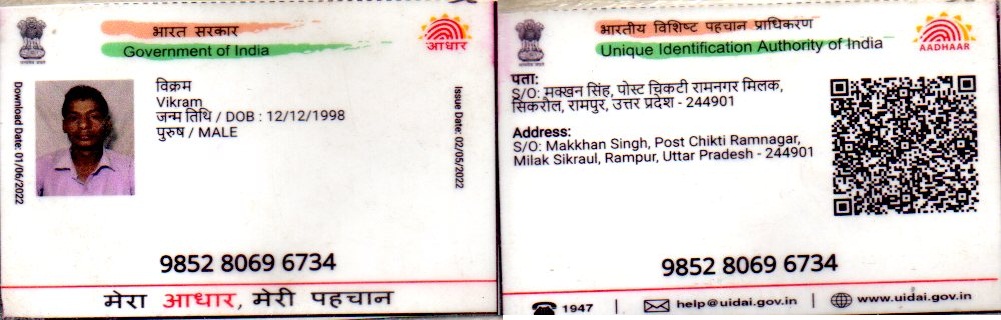 भारत सरकार
Government of India
आधार
Download Date: 01/06/2022
विक्रम
Vikram
जन्म तिथि / DOB : 12/12/1998
पुरुष / MALE
Issue Date: 02/05/2022
9852 8069 6734
मेरा आधार, मेरी पहचान
भारतीय विशिष्ट पहचान प्राधिकरण
Unique Identification Authority of India
AADHAAR
पता:
S/O: मक्खन सिंह, पोस्ट चिकटी रामनगर मिलक,
सिकरौल, रामपुर, उत्तर प्रदेश - 244901
Address:
S/O: Makkhan Singh, Post Chikti Ramnagar,
Milak Sikraul, Rampur, Uttar Pradesh - 244901
9852 8069 6734
1947
help@uidai.gov.in
www.uidai.gov.in